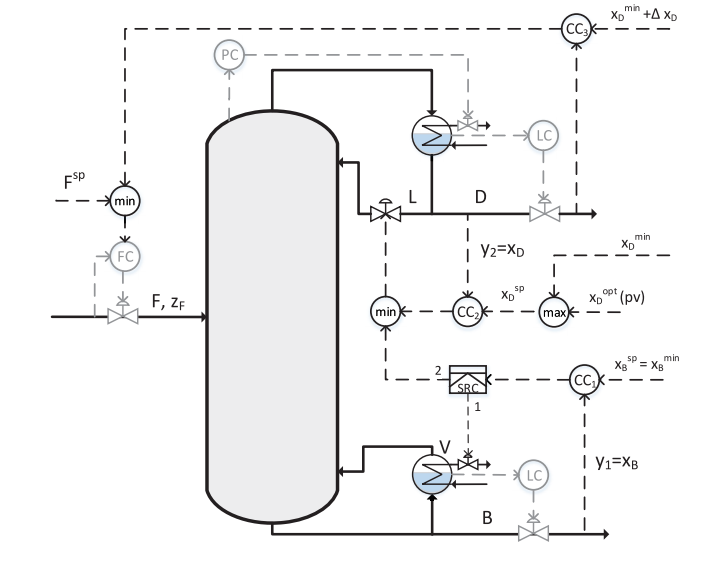 x_D^min + Δ x_D
CC₃
PC
LC
F^sp
min
L
D
FC
y₂=x_D
x_D^min
F, z_F
x_D^sp
x_D^opt (pv)
min
CC₂
max
x_B^sp = x_B^min
2
SRC
CC₁
1
V
y₁=x_B
LC
B